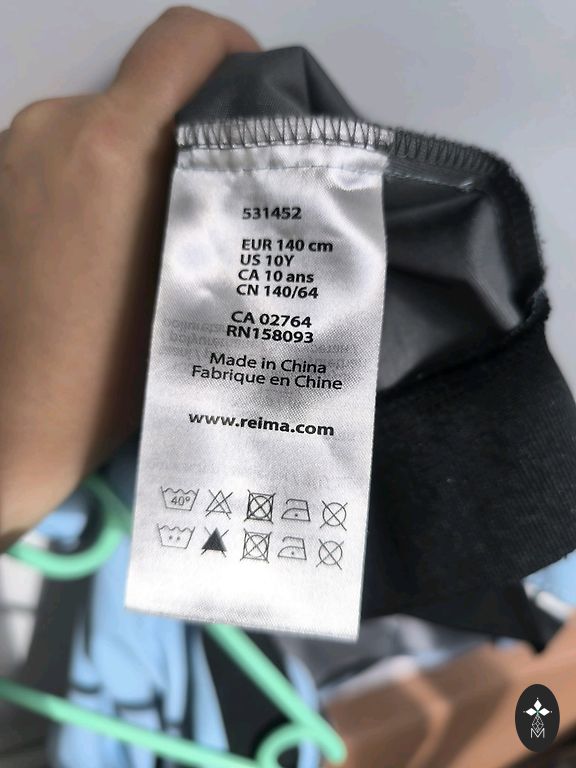 531452
EUR 140 cm
US 10Y
CA 10 ans
CN 140/64
CA 02764
RN158093
Made in China
Fabrique en Chine
www.reima.com
40°